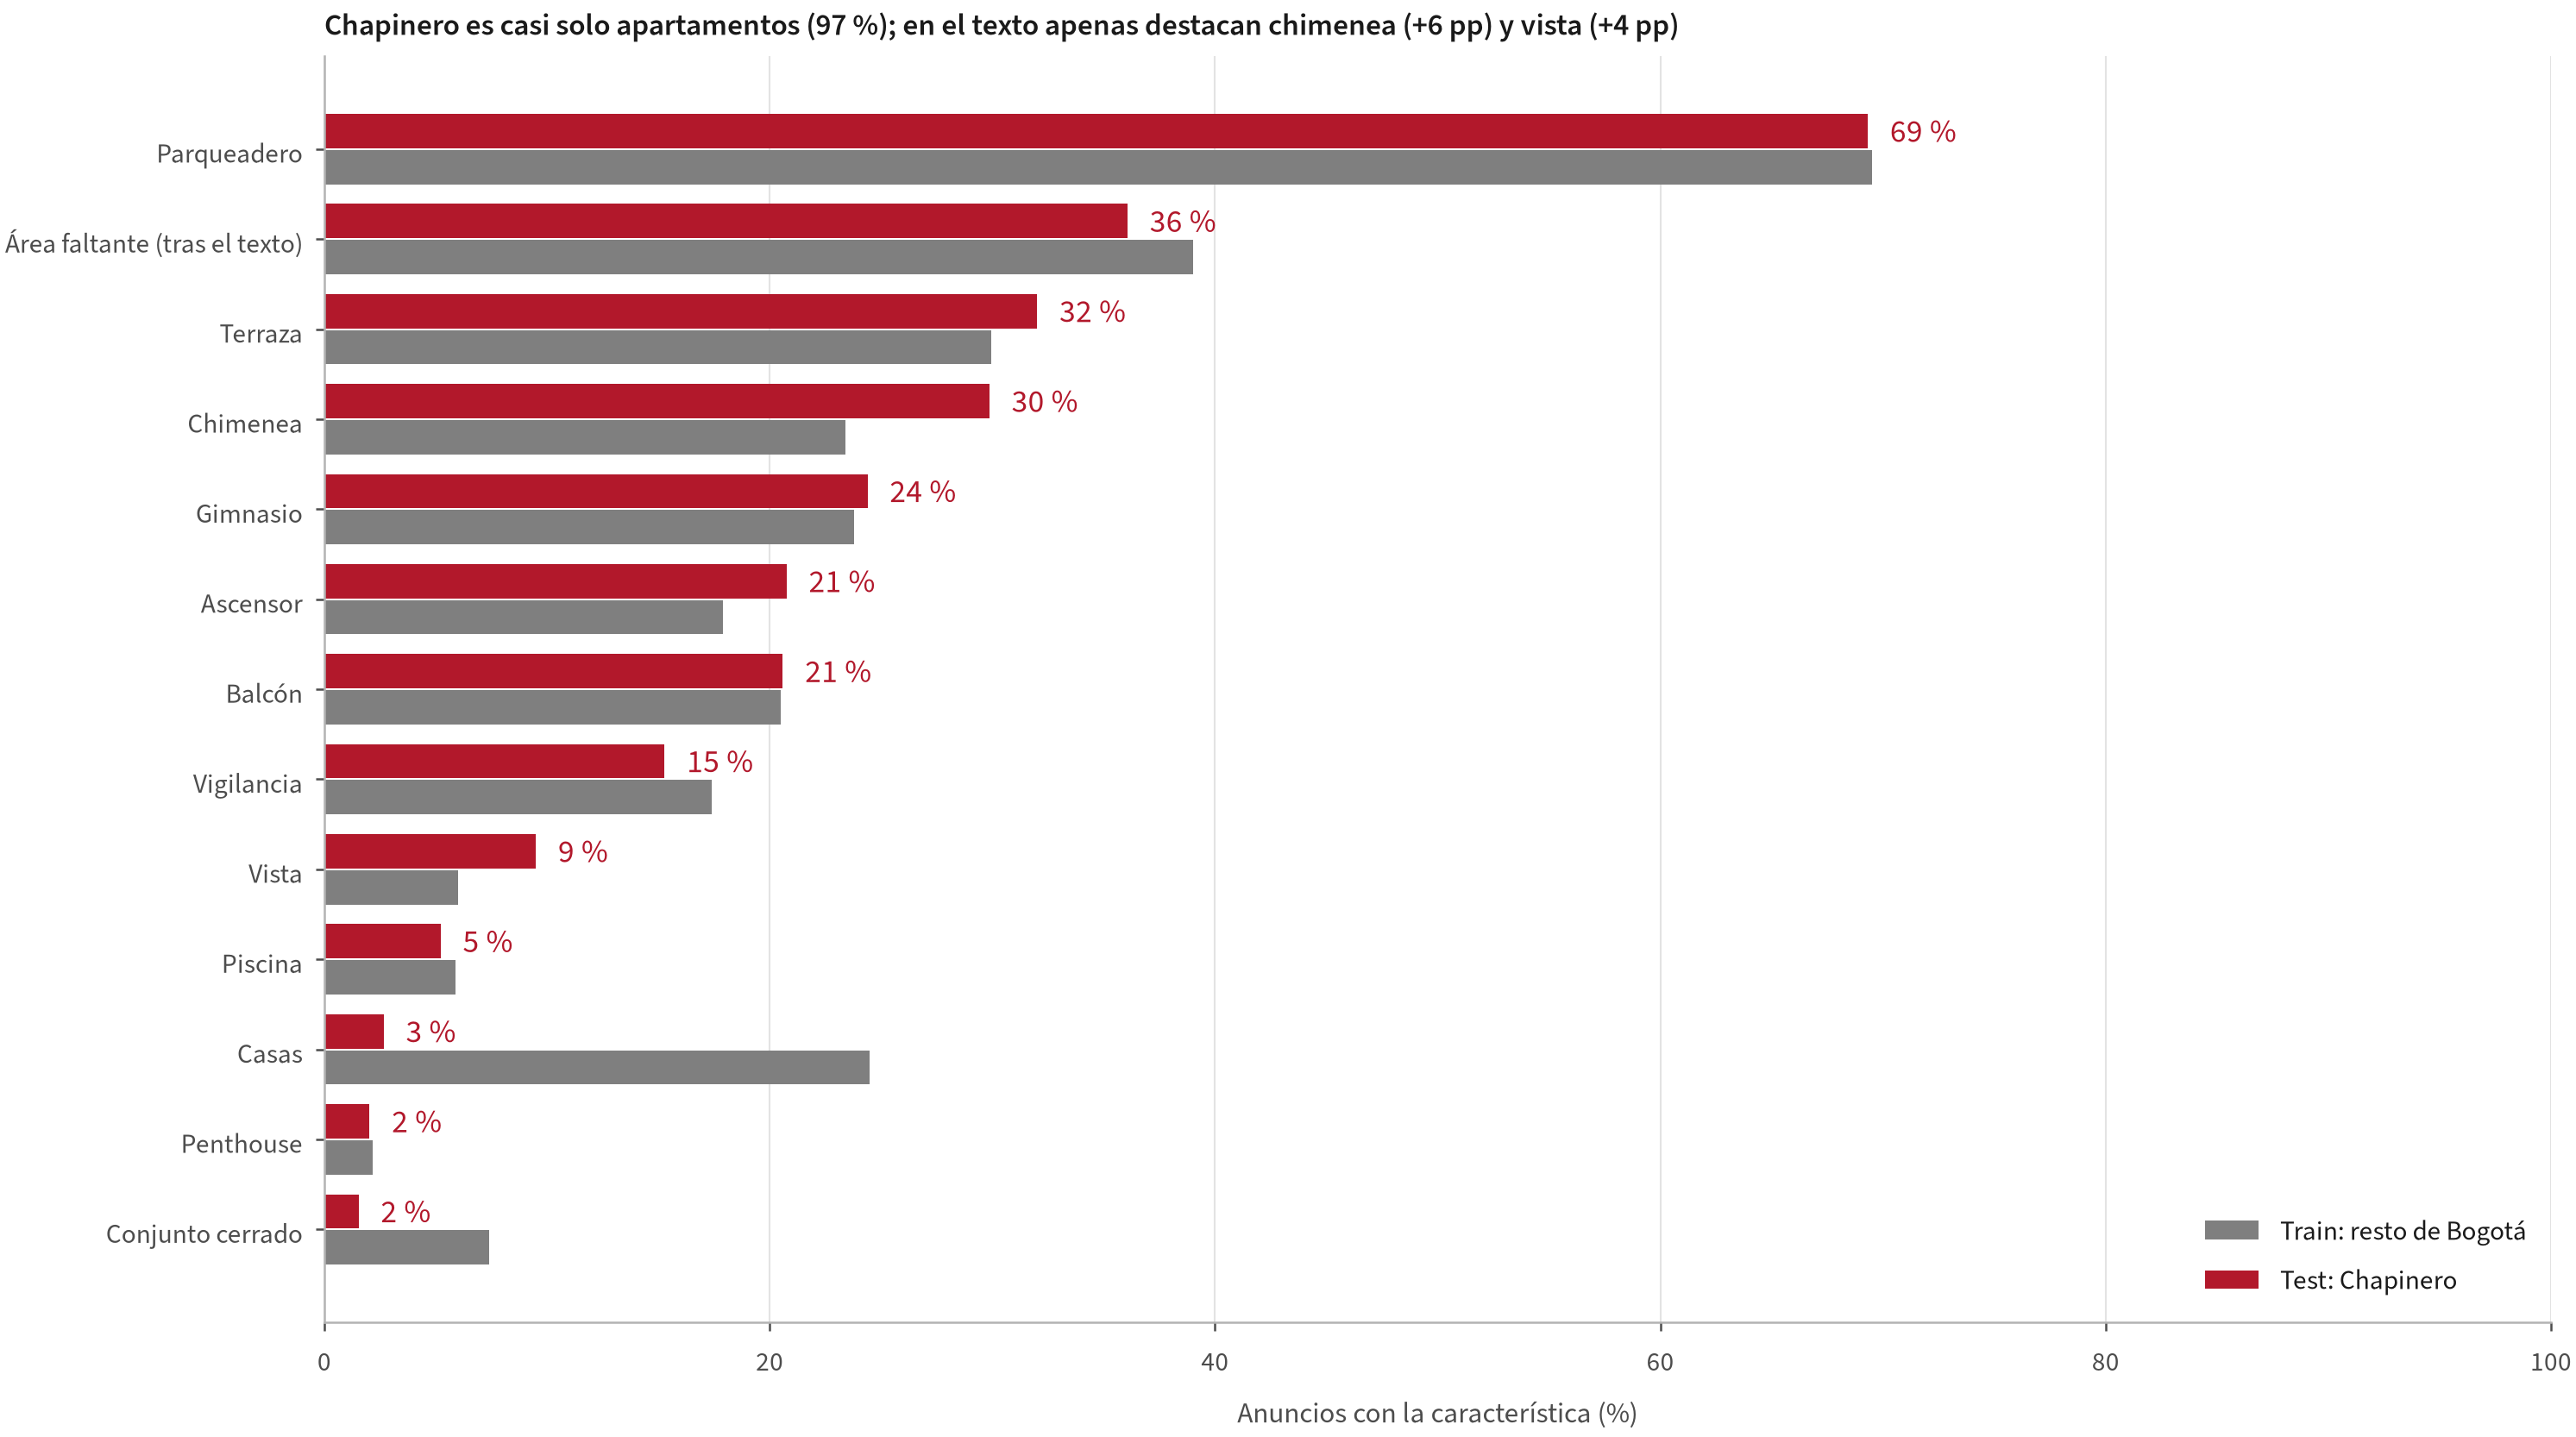 Chapinero es casi solo apartamentos (97 %); en el texto apenas destacan chimenea (+6 pp) y vista (+4 pp)
Parqueadero
69 %
Área faltante (tras el texto)
36 %
Terraza
32 %
Chimenea
30 %
Gimnasio
24 %
Ascensor
21 %
Balcón
21 %
Vigilancia
15 %
Vista
9 %
Piscina
5 %
Casas
3 %
Penthouse
2 %
Conjunto cerrado
2 %
Train: resto de Bogotá
Test: Chapinero
0 20 40 60 80 100
Anuncios con la característica (%)